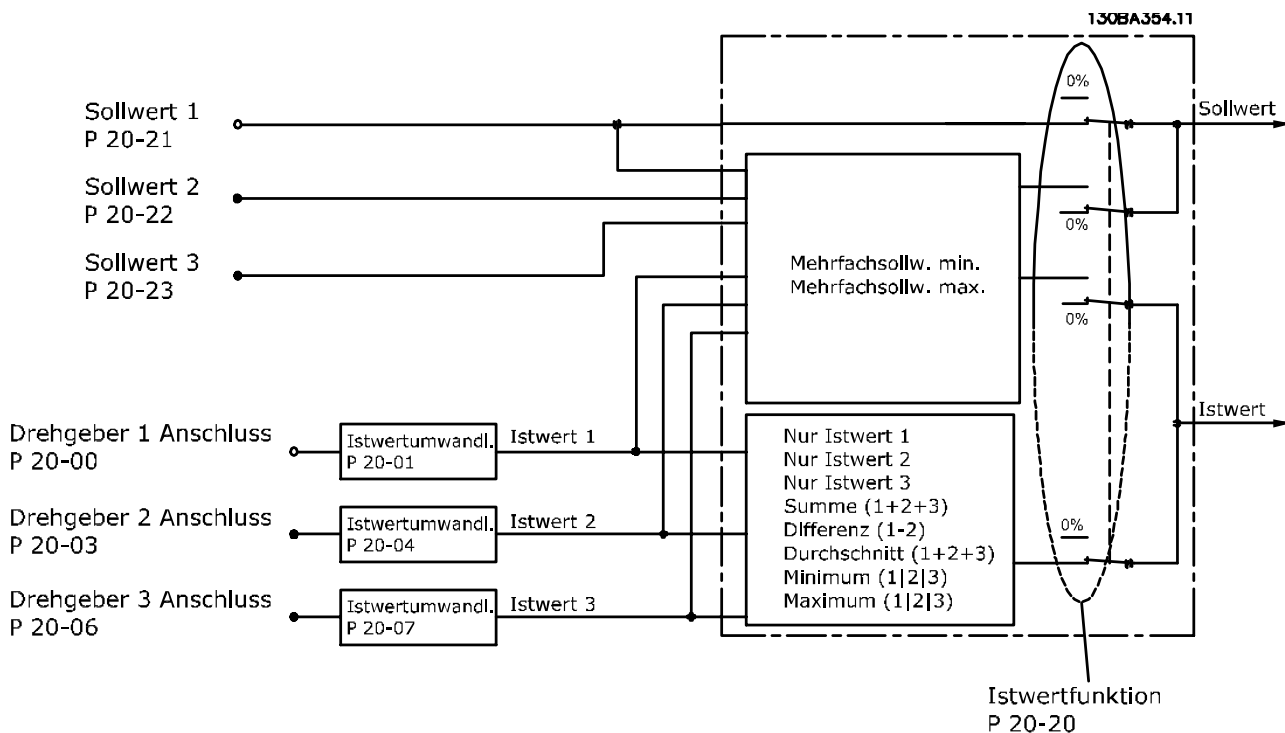 130BA354.11
Sollwert 1
P 20-21
Sollwert 2
P 20-22
Sollwert 3
P 20-23
0%
Sollwert
0%
Mehrfachsollw. min.
Mehrfachsollw. max.
0%
Istwert
Drehgeber 1 Anschluss
P 20-00
Istwertumwandl.
P 20-01
Istwert 1
Drehgeber 2 Anschluss
P 20-03
Istwertumwandl.
P 20-04
Istwert 2
Drehgeber 3 Anschluss
P 20-06
Istwertumwandl.
P 20-07
Istwert 3
Nur Istwert 1
Nur Istwert 2
Nur Istwert 3
Summe (1+2+3)
Differenz (1-2)
Durchschnitt (1+2+3)
Minimum (1|2|3)
Maximum (1|2|3)
0%
Istwertfunktion
P 20-20